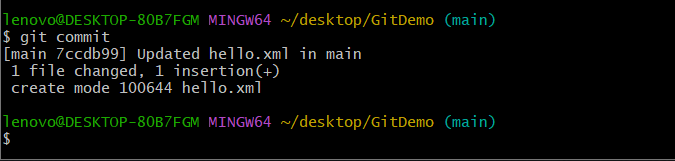 lenovo@DESKTOP-80B7FGM MINGW64 ~/desktop/GitDemo (main)
$ git commit
[main 7ccdb99] Updated hello.xml in main
 1 file changed, 1 insertion(+)
 create mode 100644 hello.xml

lenovo@DESKTOP-80B7FGM MINGW64 ~/desktop/GitDemo (main)
$